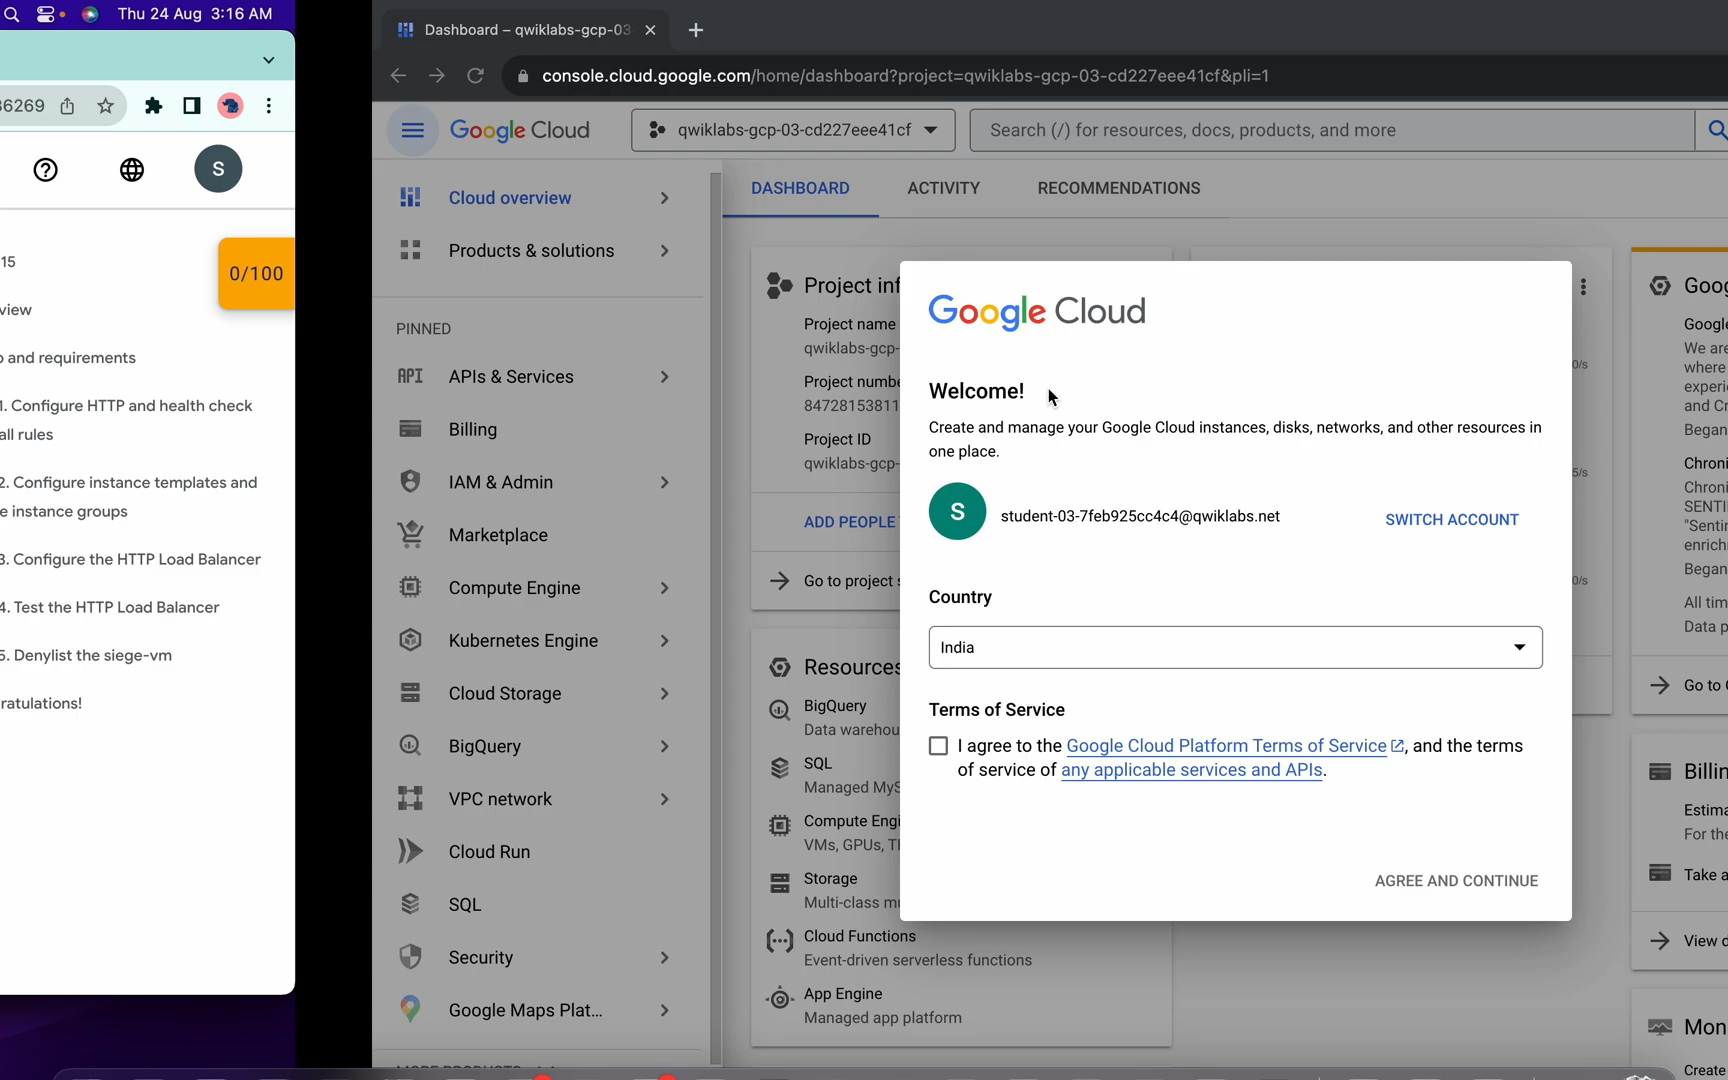 Thu 24 Aug 3:16 AM
36269
S
15
0/100
view
and requirements
1. Configure HTTP and health check
all rules
2. Configure instance templates and
e instance groups
3. Configure the HTTP Load Balancer
4. Test the HTTP Load Balancer
5. Denylist the siege-vm
ratulations!
Dashboard – qwiklabs-gcp-03
console.cloud.google.com/home/dashboard?project=qwiklabs-gcp-03-cd227eee41cf&pli=1
Google Cloud
qwiklabs-gcp-03-cd227eee41cf
Search (/) for resources, docs, products, and more
Cloud overview
Products & solutions
PINNED
API APIs & Services
Billing
IAM & Admin
Marketplace
Compute Engine
Kubernetes Engine
Cloud Storage
BigQuery
VPC network
Cloud Run
SQL
Security
Google Maps Plat...
MORE PRODUCTS
DASHBOARD
ACTIVITY
RECOMMENDATIONS
Project inf
Project name
qwiklabs-gcp-
Project numbe
84728153811
Project ID
qwiklabs-gcp-
ADD PEOPLE
Go to project s
Resources
BigQuery
Data warehou
SQL
Managed MyS
Compute Engi
VMs, GPUs, T
Storage
Multi-class mu
Cloud Functions
Event-driven serverless functions
App Engine
Managed app platform
Google Cloud
Welcome!
Create and manage your Google Cloud instances, disks, networks, and other resources in
one place.
S
student-03-7feb925cc4c4@qwiklabs.net
SWITCH ACCOUNT
Country
India
Terms of Service
I agree to the Google Cloud Platform Terms of Service, and the terms
of service of any applicable services and APIs.
AGREE AND CONTINUE
0/s
5/s
0/s
Goog
Google
We are
where
experi
and Cr
Began
Chroni
Chroni
SENTI
"Sentin
enrich
Began
All tim
Data p
Go to
Billin
Estima
For the
Take a
View d
Mon
Create